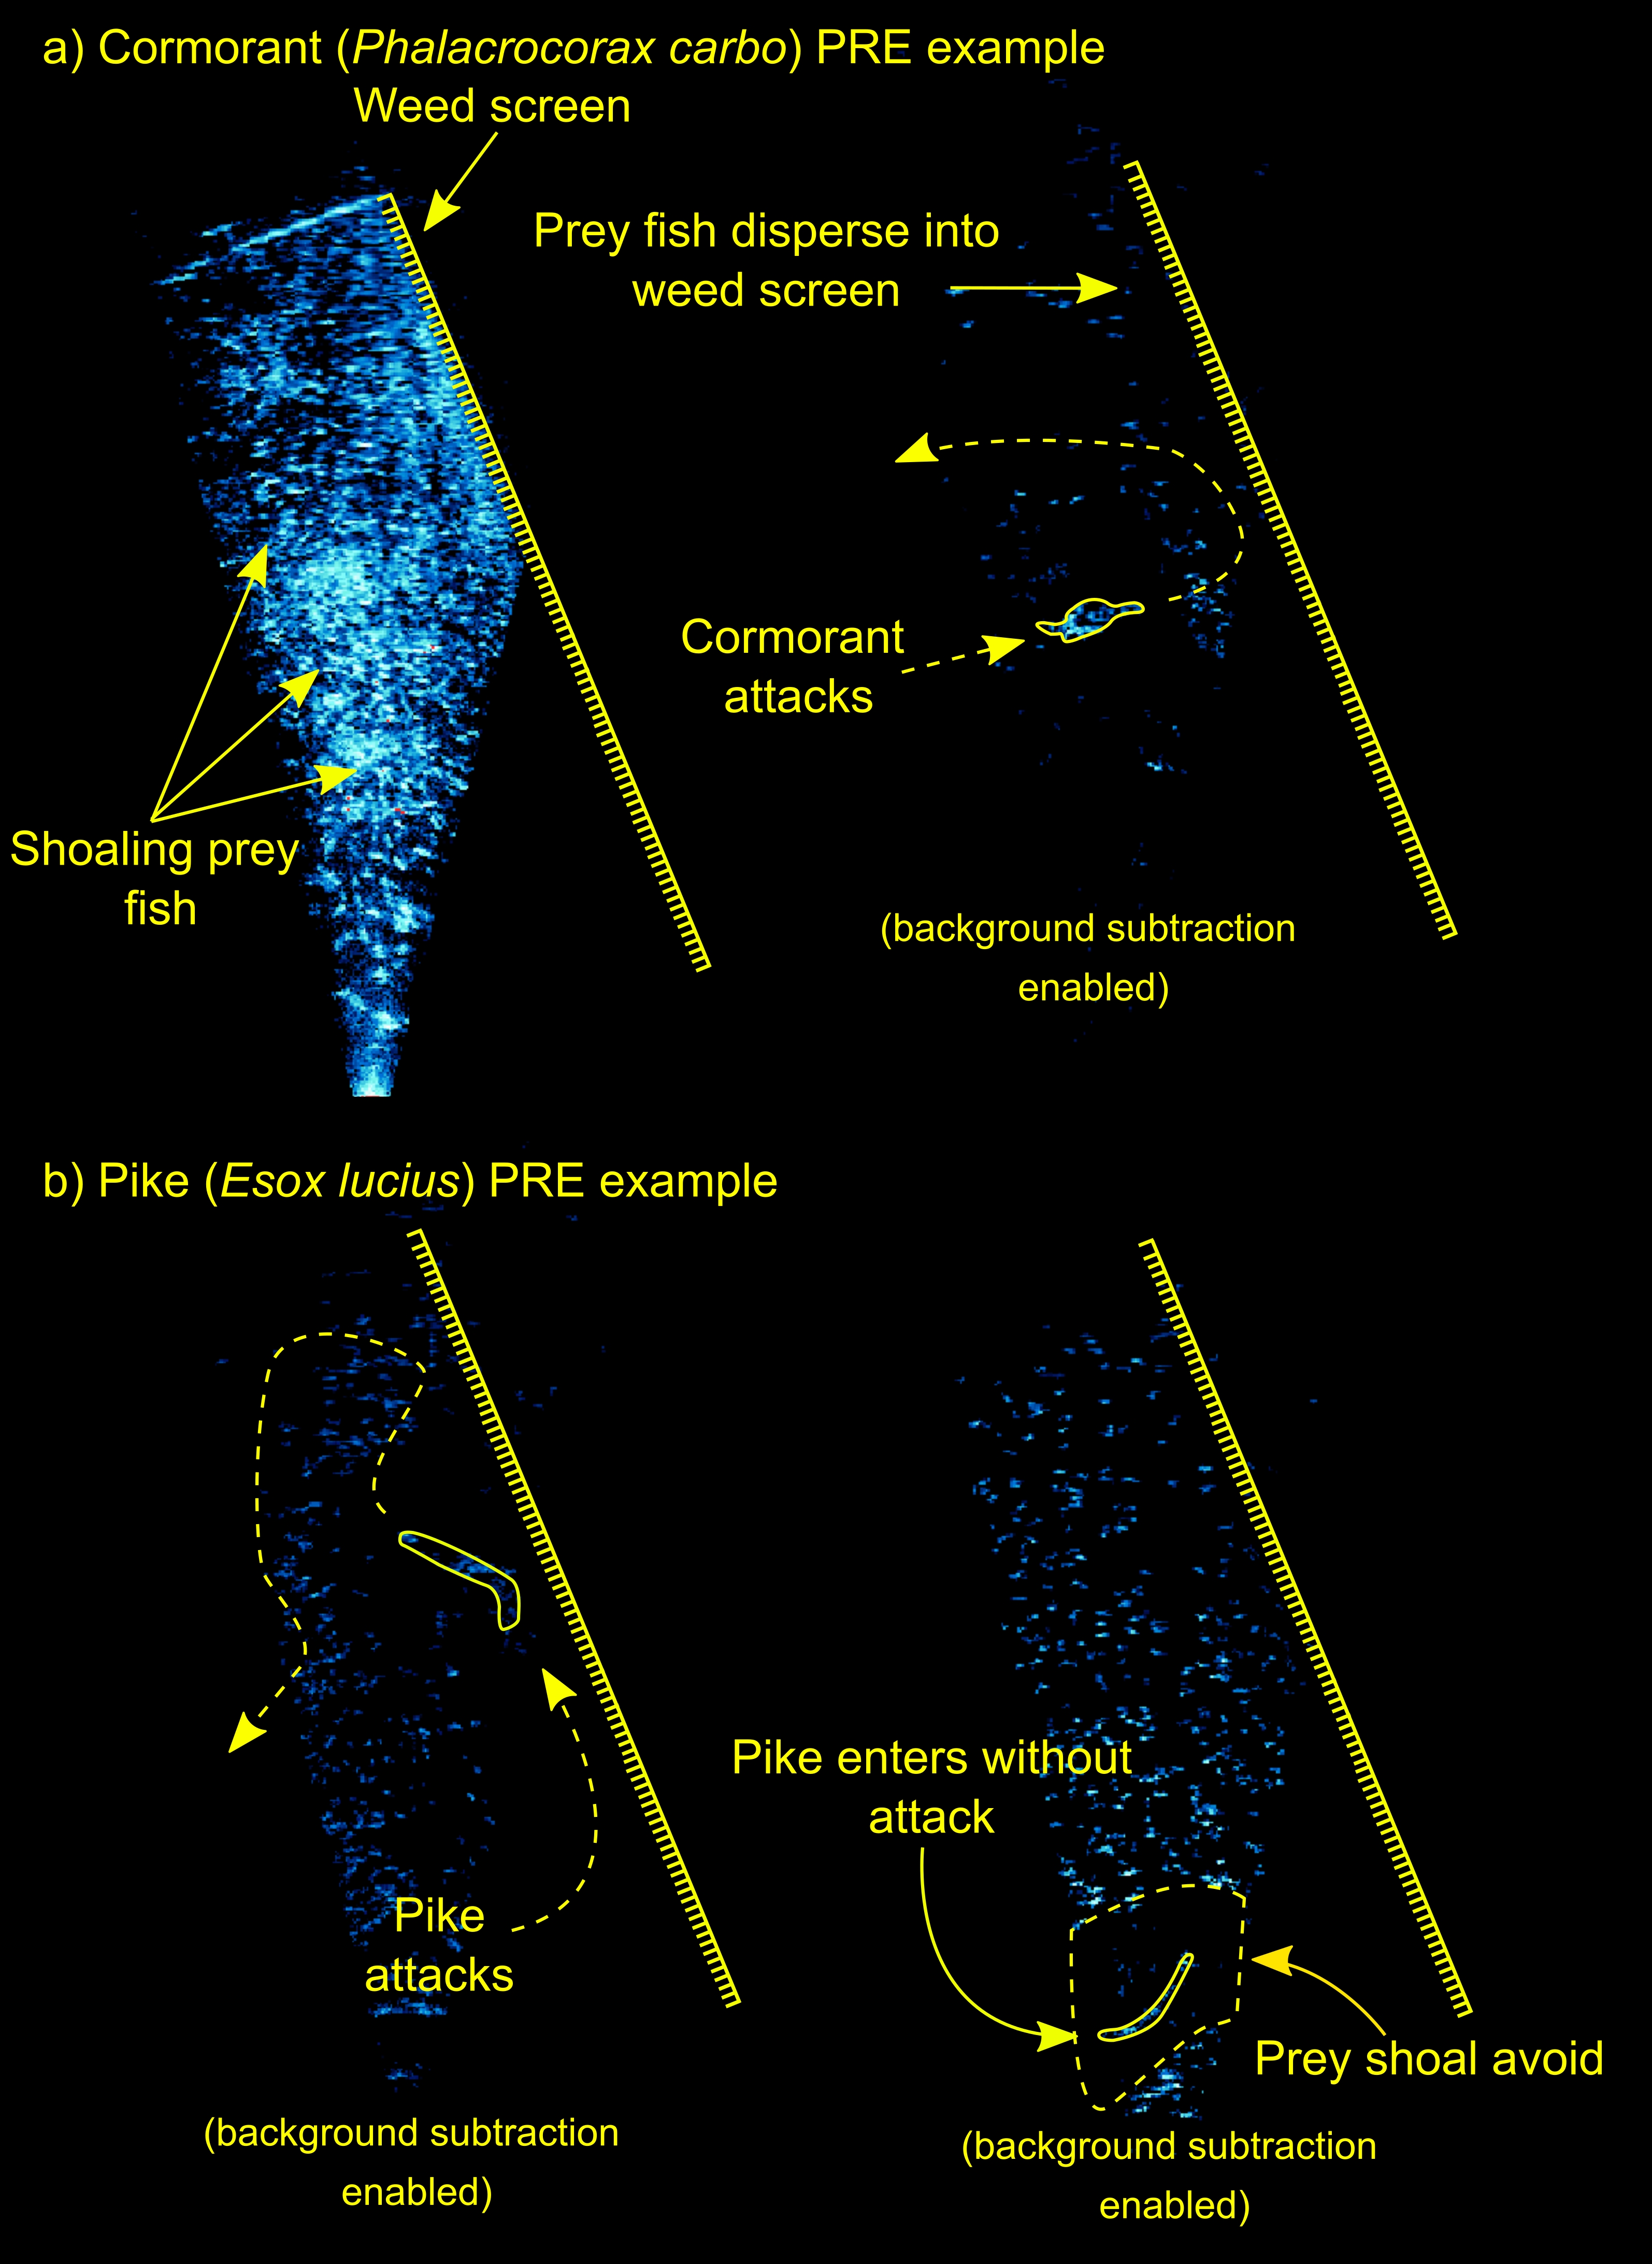 a) Cormorant (Phalacrocorax carbo) PRE example
Weed screen
Prey fish disperse into
weed screen
Cormorant
attacks
Shoaling prey
fish
(background subtraction
enabled)
b) Pike (Esox lucius) PRE example
Pike enters without
attack
Pike
attacks
Prey shoal avoid
(background subtraction
enabled)
(background subtraction
enabled)